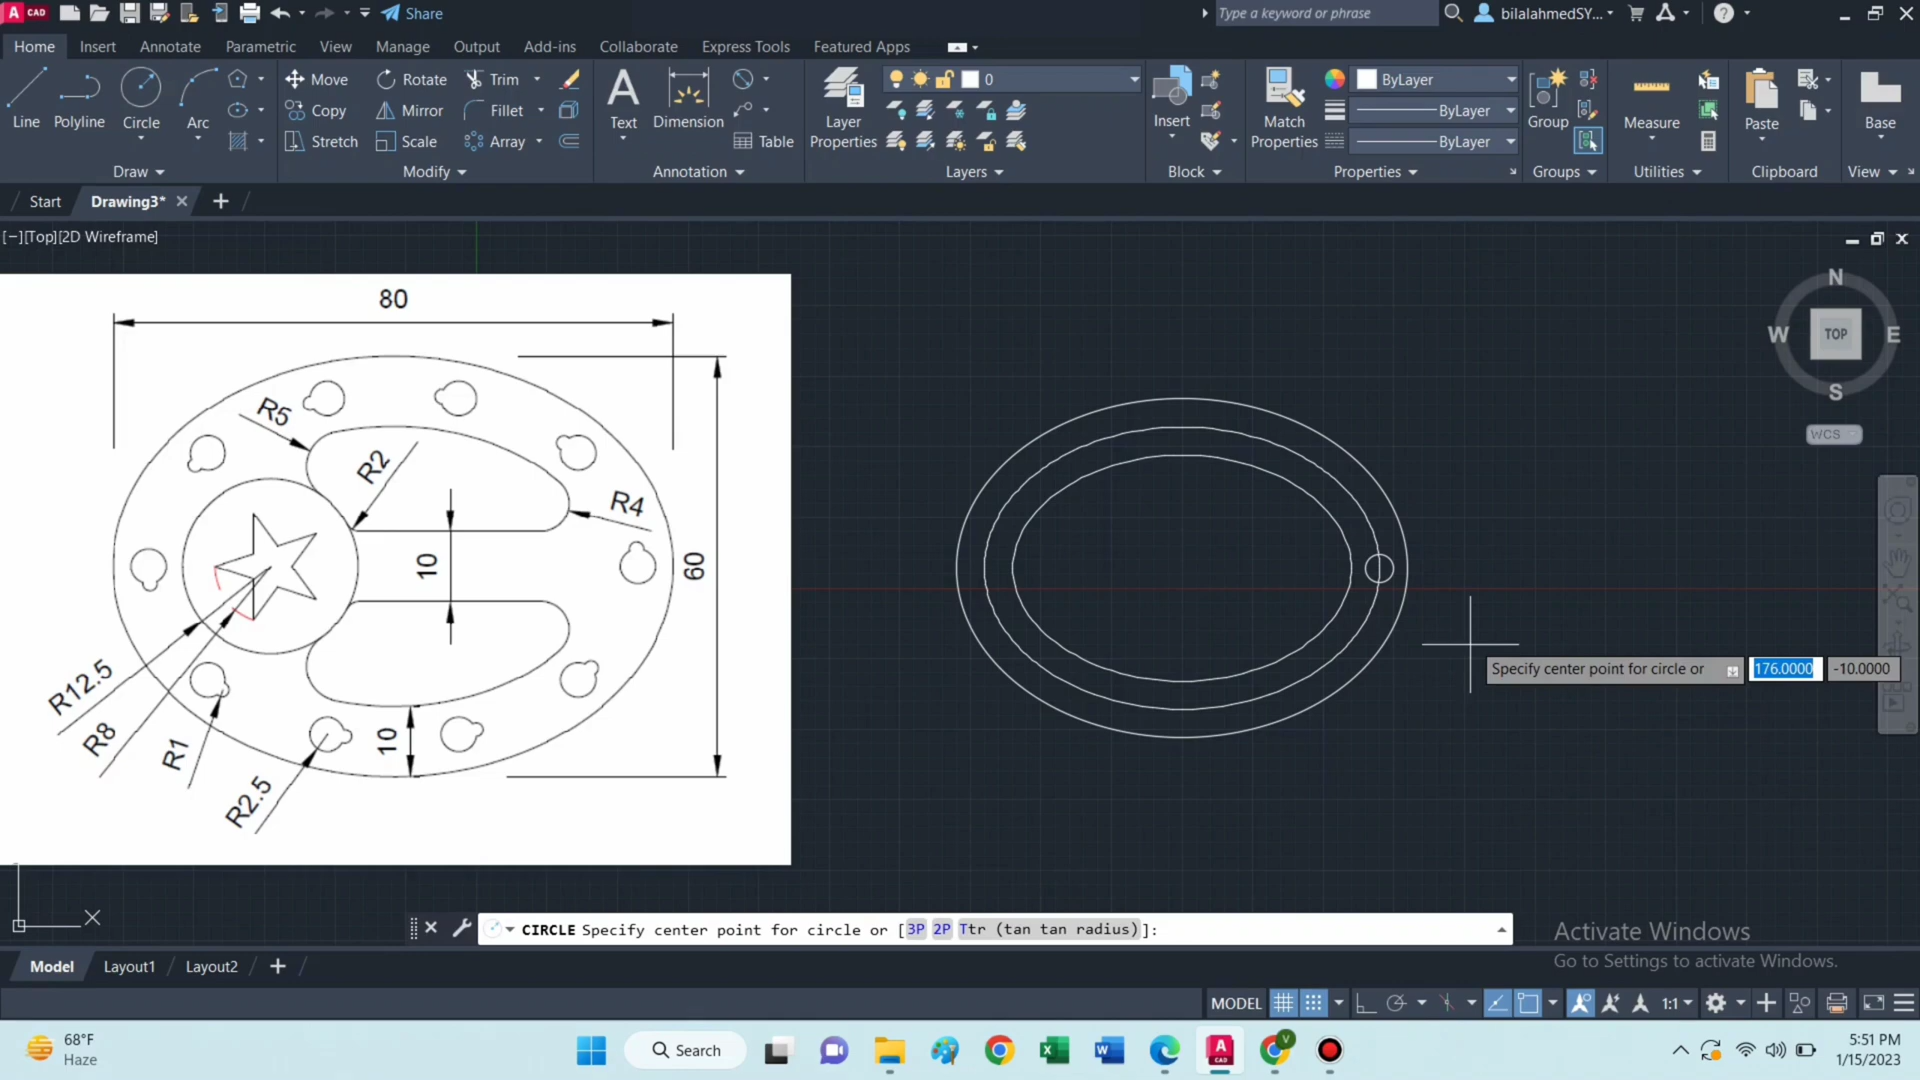 A CAD Share Type a keyword or phrase bilalahmedSY...
Home Insert Annotate Parametric View Manage Output Add-ins Collaborate Express Tools Featured Apps
Line Polyline Circle Arc Move Rotate Trim Copy Mirror Fillet Stretch Scale Array Text Dimension Table Layer Properties 0 Insert Match Properties ByLayer ByLayer ByLayer Group Measure Paste Base
Draw Modify Annotation Layers Block Properties Groups Utilities Clipboard View
Start Drawing3*
[−][Top][2D Wireframe]
N
W TOP E
S
WCS
80
R5
R2
R4
10
60
R12.5
R8
R1
10
R2.5
Specify center point for circle or 176.0000 -10.0000
X
CIRCLE Specify center point for circle or [3P 2P Ttr (tan tan radius)]:
Activate Windows
Go to Settings to activate Windows.
Model Layout1 Layout2
MODEL 1:1
68°F
Haze
Search
5:51 PM
1/15/2023